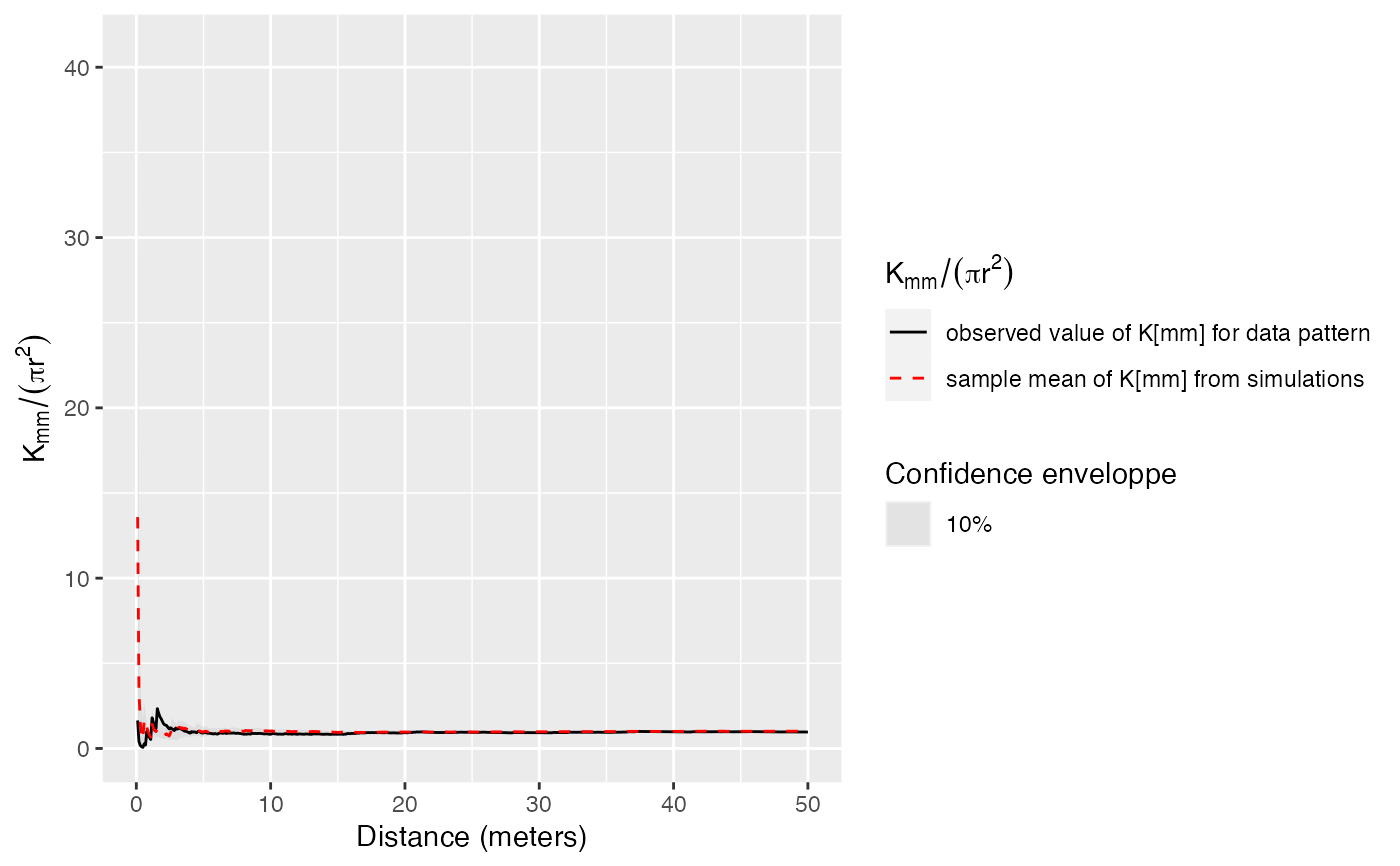 40
30
20
10
0
0 10 20 30 40 50
Distance (meters)
Kmm/(πr²)
Kmm/(πr²)
observed value of K[mm] for data pattern
sample mean of K[mm] from simulations
Confidence enveloppe
10%